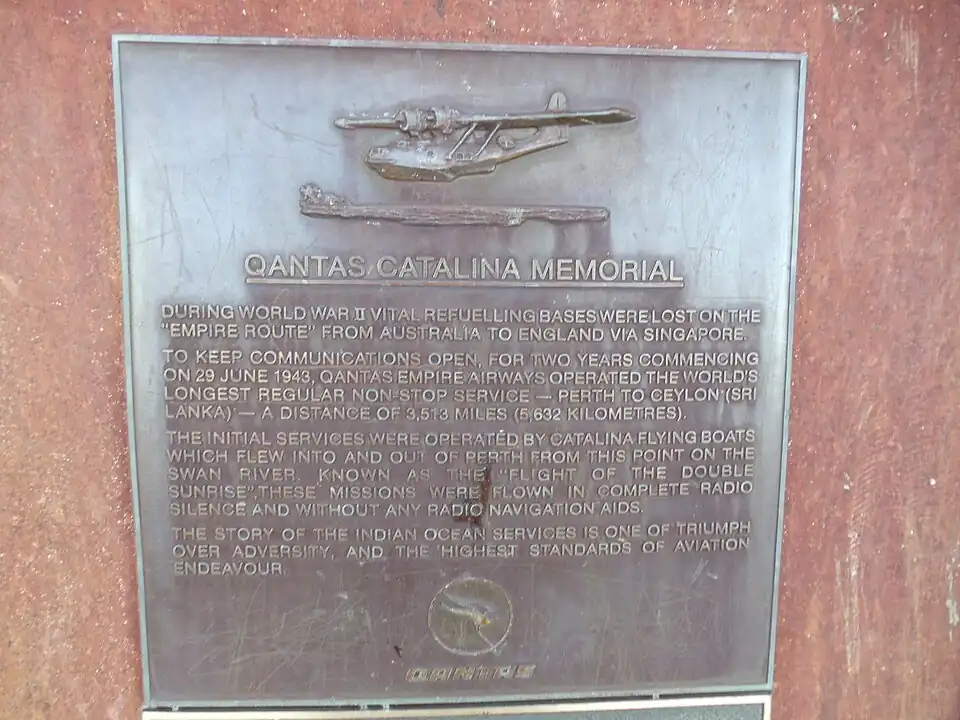 QANTAS CATALINA MEMORIAL
DURING WORLD WAR II VITAL REFUELLING BASES WERE LOST ON THE
"EMPIRE ROUTE" FROM AUSTRALIA TO ENGLAND VIA SINGAPORE.
TO KEEP COMMUNICATIONS OPEN, FOR TWO YEARS COMMENCING
ON 29 JUNE 1943, QANTAS EMPIRE AIRWAYS OPERATED THE WORLD'S
LONGEST REGULAR NON-STOP SERVICE — PERTH TO CEYLON (SRI
LANKA) — A DISTANCE OF 3,513 MILES (5,632 KILOMETRES).
THE INITIAL SERVICES WERE OPERATED BY CATALINA FLYING BOATS
WHICH FLEW INTO AND OUT OF PERTH FROM THIS POINT ON THE
SWAN RIVER. KNOWN AS THE "FLIGHT OF THE DOUBLE
SUNRISE", THESE MISSIONS WERE FLOWN IN COMPLETE RADIO
SILENCE AND WITHOUT ANY RADIO NAVIGATION AIDS.
THE STORY OF THE INDIAN OCEAN SERVICES IS ONE OF TRIUMPH
OVER ADVERSITY, AND THE HIGHEST STANDARDS OF AVIATION
ENDEAVOUR.
QANTAS